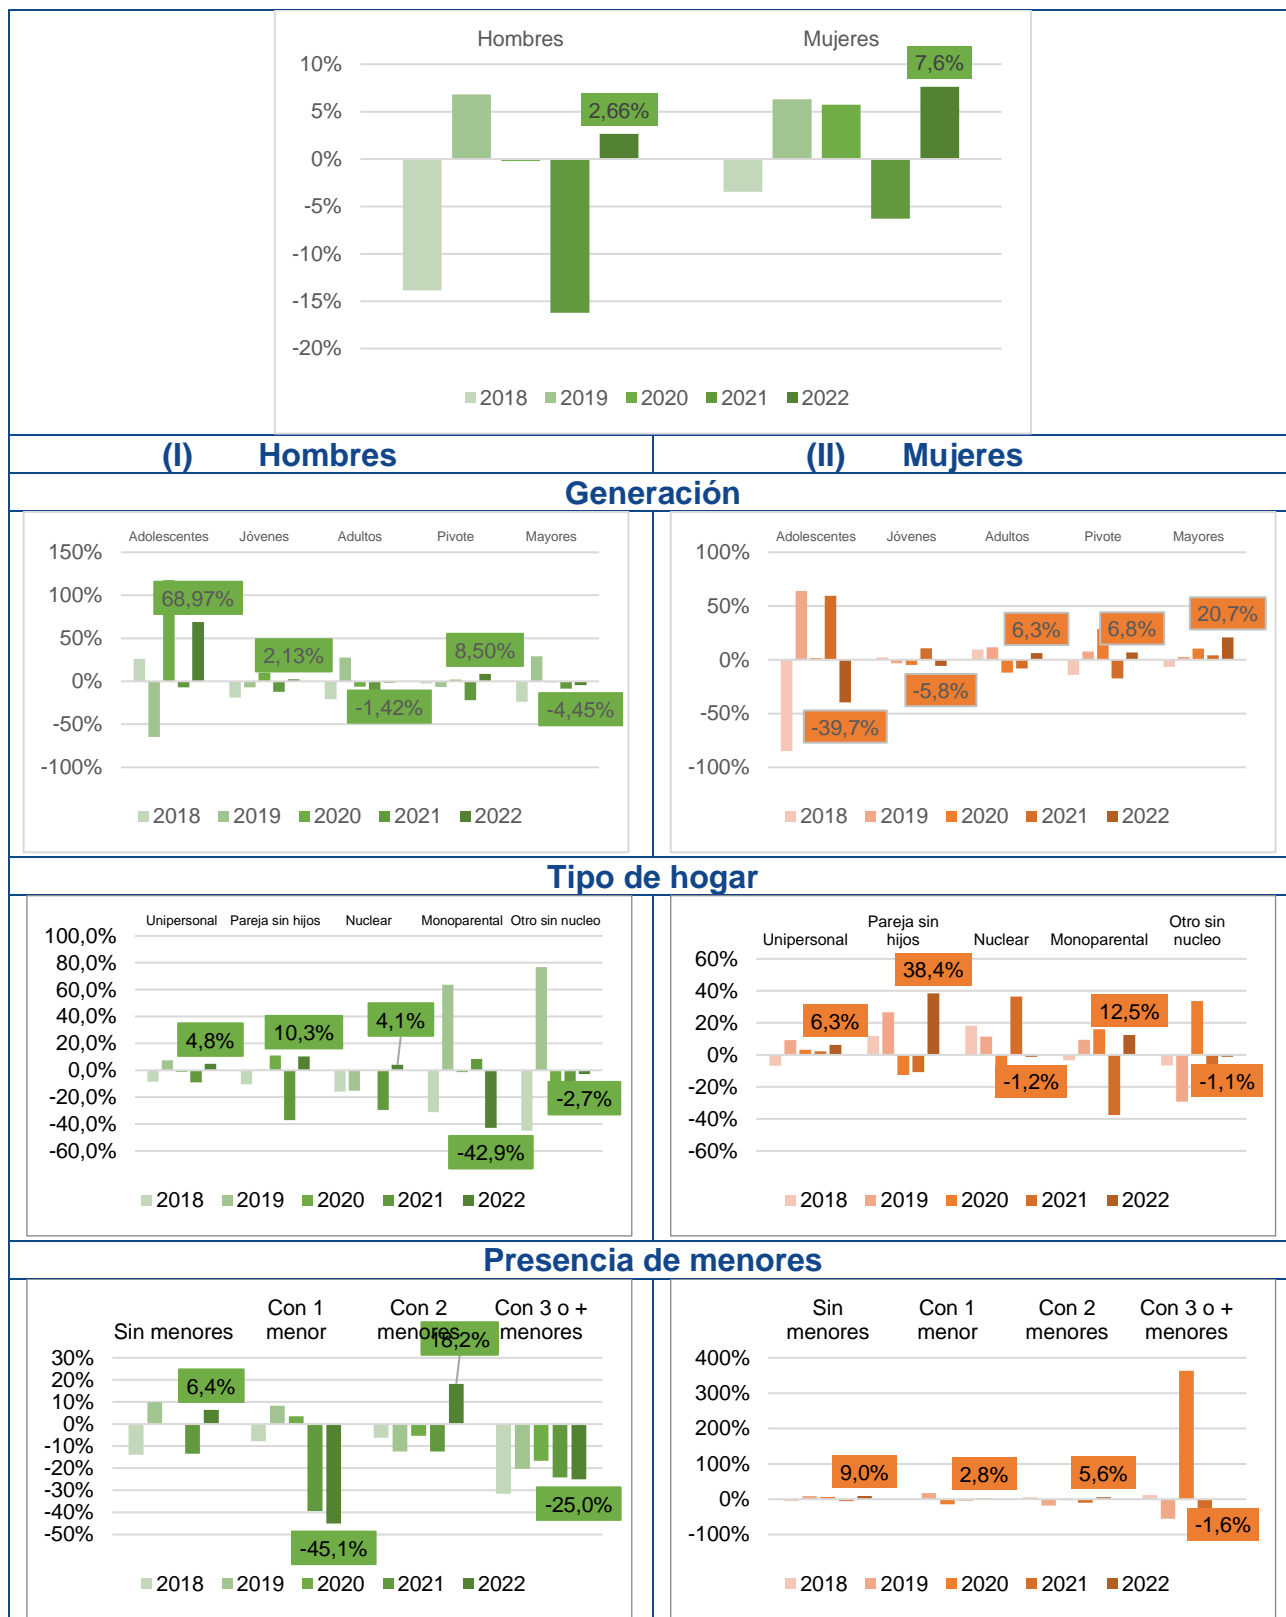 Hombres Mujeres
10%
5%
0%
-5%
-10%
-15%
-20%
2,66%
7,6%
2018 2019 2020 2021 2022
(I) Hombres
(II) Mujeres
Generación
Adolescentes Jóvenes Adultos Pivote Mayores
150%
100%
50%
0%
-50%
-100%
68,97%
2,13%
-1,42%
8,50%
-4,45%
2018 2019 2020 2021 2022
Adolescentes Jóvenes Adultos Pivote Mayores
100%
50%
0%
-50%
-100%
-39,7%
-5,8%
6,3%
6,8%
20,7%
2018 2019 2020 2021 2022
Tipo de hogar
Unipersonal Pareja sin hijos Nuclear Monoparental Otro sin nucleo
100,0%
80,0%
60,0%
40,0%
20,0%
0,0%
-20,0%
-40,0%
-60,0%
4,8%
10,3%
4,1%
-42,9%
-2,7%
2018 2019 2020 2021 2022
Unipersonal
Pareja sin
hijos
Nuclear
Monoparental
Otro sin
nucleo
60%
40%
20%
0%
-20%
-40%
-60%
6,3%
38,4%
-1,2%
12,5%
-1,1%
2018 2019 2020 2021 2022
Presencia de menores
Sin menores
Con 1
menor
Con 2
menores
Con 3 o +
menores
30%
20%
10%
0%
-10%
-20%
-30%
-40%
-50%
6,4%
-45,1%
18,2%
-25,0%
2018 2019 2020 2021 2022
Sin
menores
Con 1
menor
Con 2
menores
Con 3 o +
menores
400%
300%
200%
100%
0%
-100%
9,0%
2,8%
5,6%
-1,6%
2018 2019 2020 2021 2022